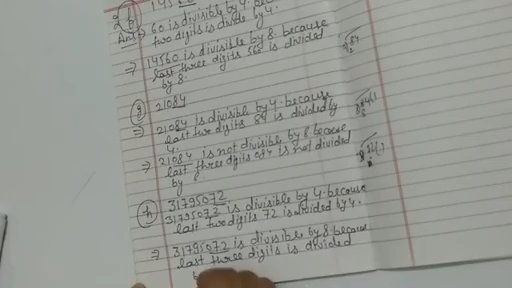 Ans → 60 is divisible by 4. because
two digits is divide by 4.
⇒ 14560 is divisible by 8. because
last three digits 560 is divided
by 8.
(g) 21084
⇒ 21084 is divisible by 4. because
last two digits 84 is divided by
4.
⇒ 21084 is not divisible by 8 because
last three digits 084 is not divided
by 8
(h) 31795072
31795072 is divisible by 4. because
last two digits 72 is divided by 4.
⇒ 31795072 is divisible by 8. because
last three digits is divided